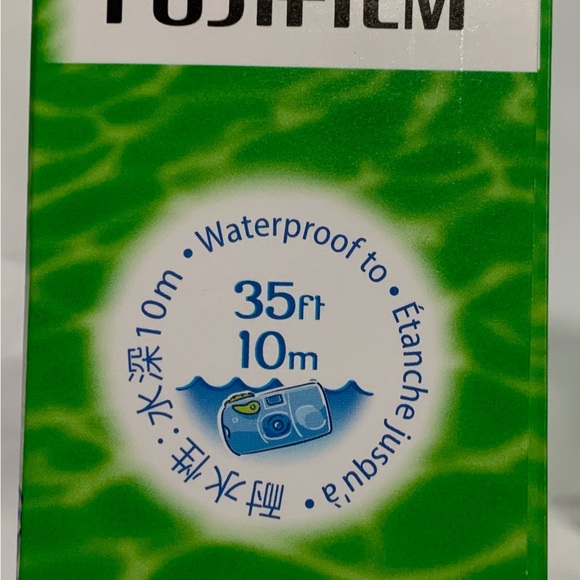 FUJIFILM
Waterproof to • Étanche jusqu'à • 耐水性:水深10m •
35ft
10m